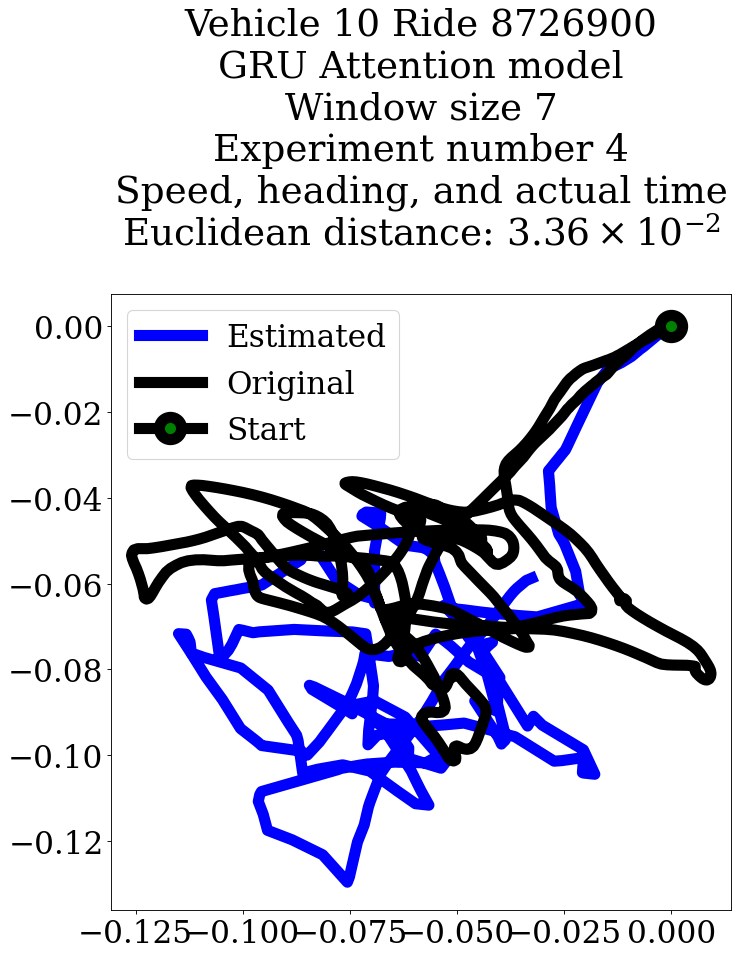 Vehicle 10 Ride 8726900
GRU Attention model
Window size 7
Experiment number 4
Speed, heading, and actual time
Euclidean distance: 3.36 × 10⁻²
Estimated
Original
Start
0.00
−0.02
−0.04
−0.06
−0.08
−0.10
−0.12
−0.125 −0.100 −0.075 −0.050 −0.025 0.000